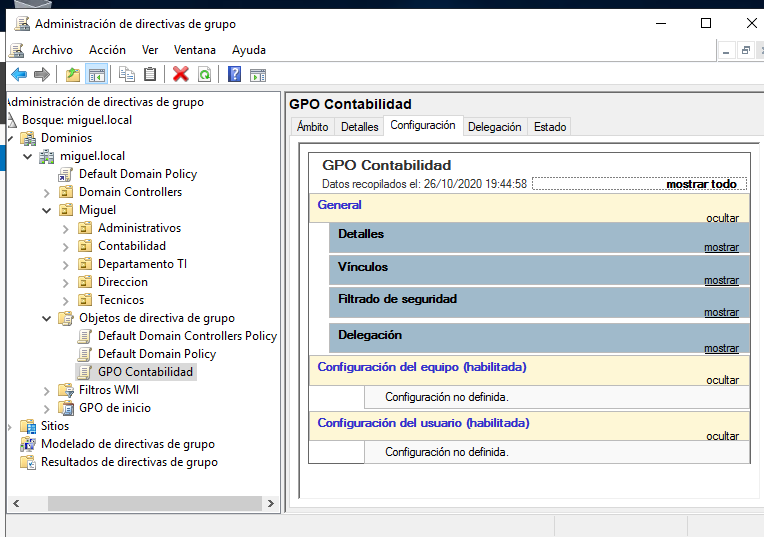 Administración de directivas de grupo
Archivo Acción Ver Ventana Ayuda
Administración de directivas de grupo
Bosque: miguel.local
Dominios
miguel.local
Default Domain Policy
Domain Controllers
Miguel
Administrativos
Contabilidad
Departamento TI
Direccion
Tecnicos
Objetos de directiva de grupo
Default Domain Controllers Policy
Default Domain Policy
GPO Contabilidad
Filtros WMI
GPO de inicio
Sitios
Modelado de directivas de grupo
Resultados de directivas de grupo
GPO Contabilidad
Ámbito Detalles Configuración Delegación Estado
GPO Contabilidad
Datos recopilados el: 26/10/2020 19:44:58 mostrar todo
General
ocultar
Detalles
mostrar
Vínculos
mostrar
Filtrado de seguridad
mostrar
Delegación
mostrar
Configuración del equipo (habilitada)
ocultar
Configuración no definida.
Configuración del usuario (habilitada)
ocultar
Configuración no definida.